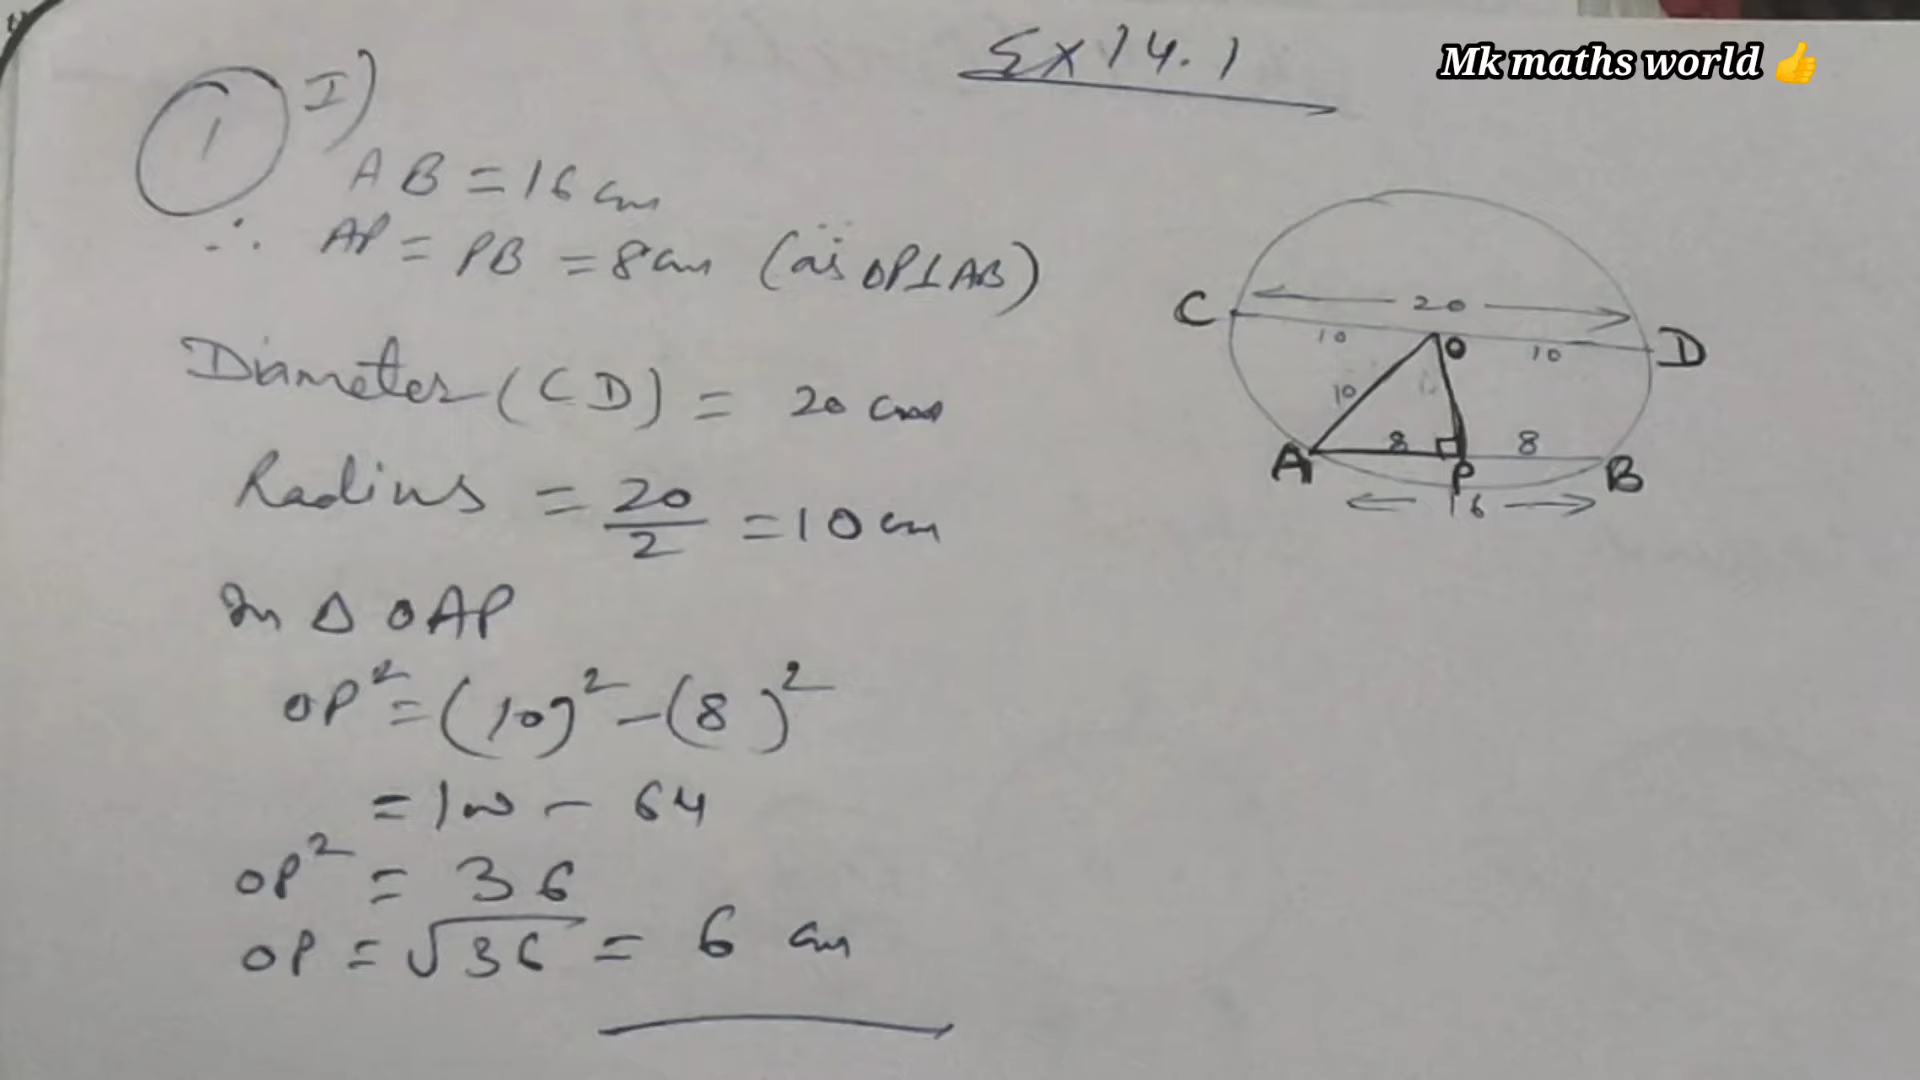 Ex 14.1
Mk maths world 👍
① I)
AB = 16 cm
∴ AP = PB = 8 cm (as OP⊥AB)
Diameter (CD) = 20 cm
Radius = 20/2 = 10 cm
In Δ OAP
OP² = (10)² - (8)²
= 100 - 64
OP² = 36
OP = √36 = 6 cm
C 20 D
10 O 10
10
A 8 P 8 B
16